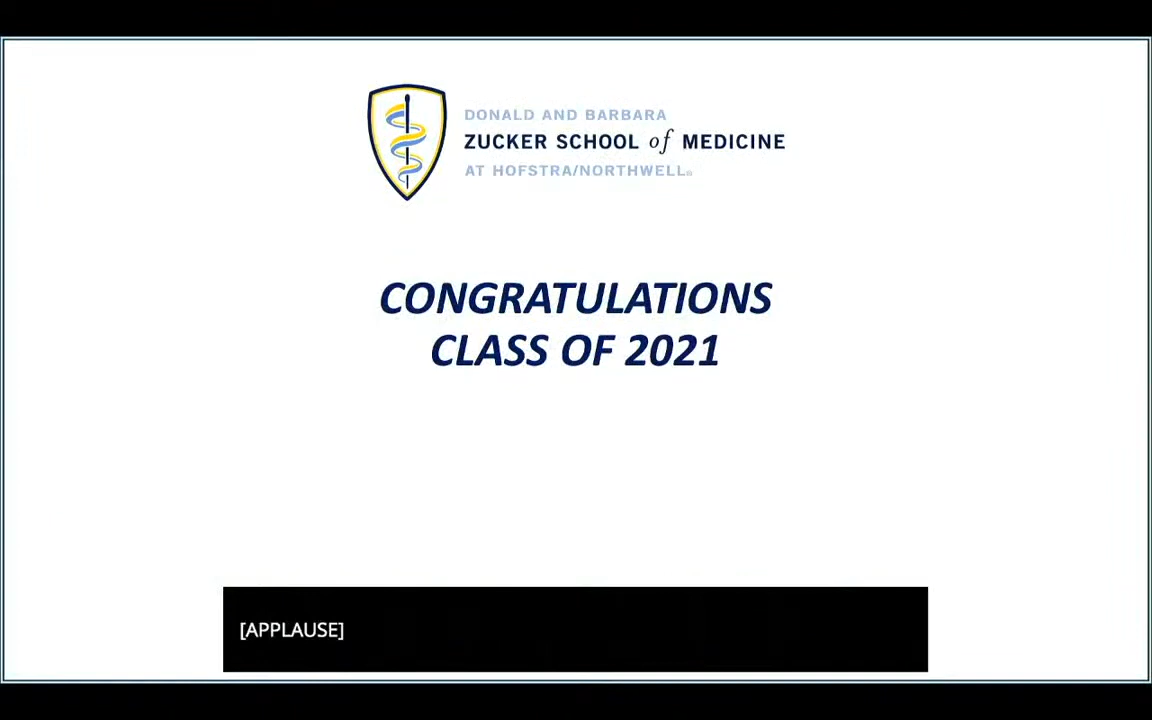 DONALD AND BARBARA
ZUCKER SCHOOL of MEDICINE
AT HOFSTRA/NORTHWELL®
CONGRATULATIONS
CLASS OF 2021
[APPLAUSE]